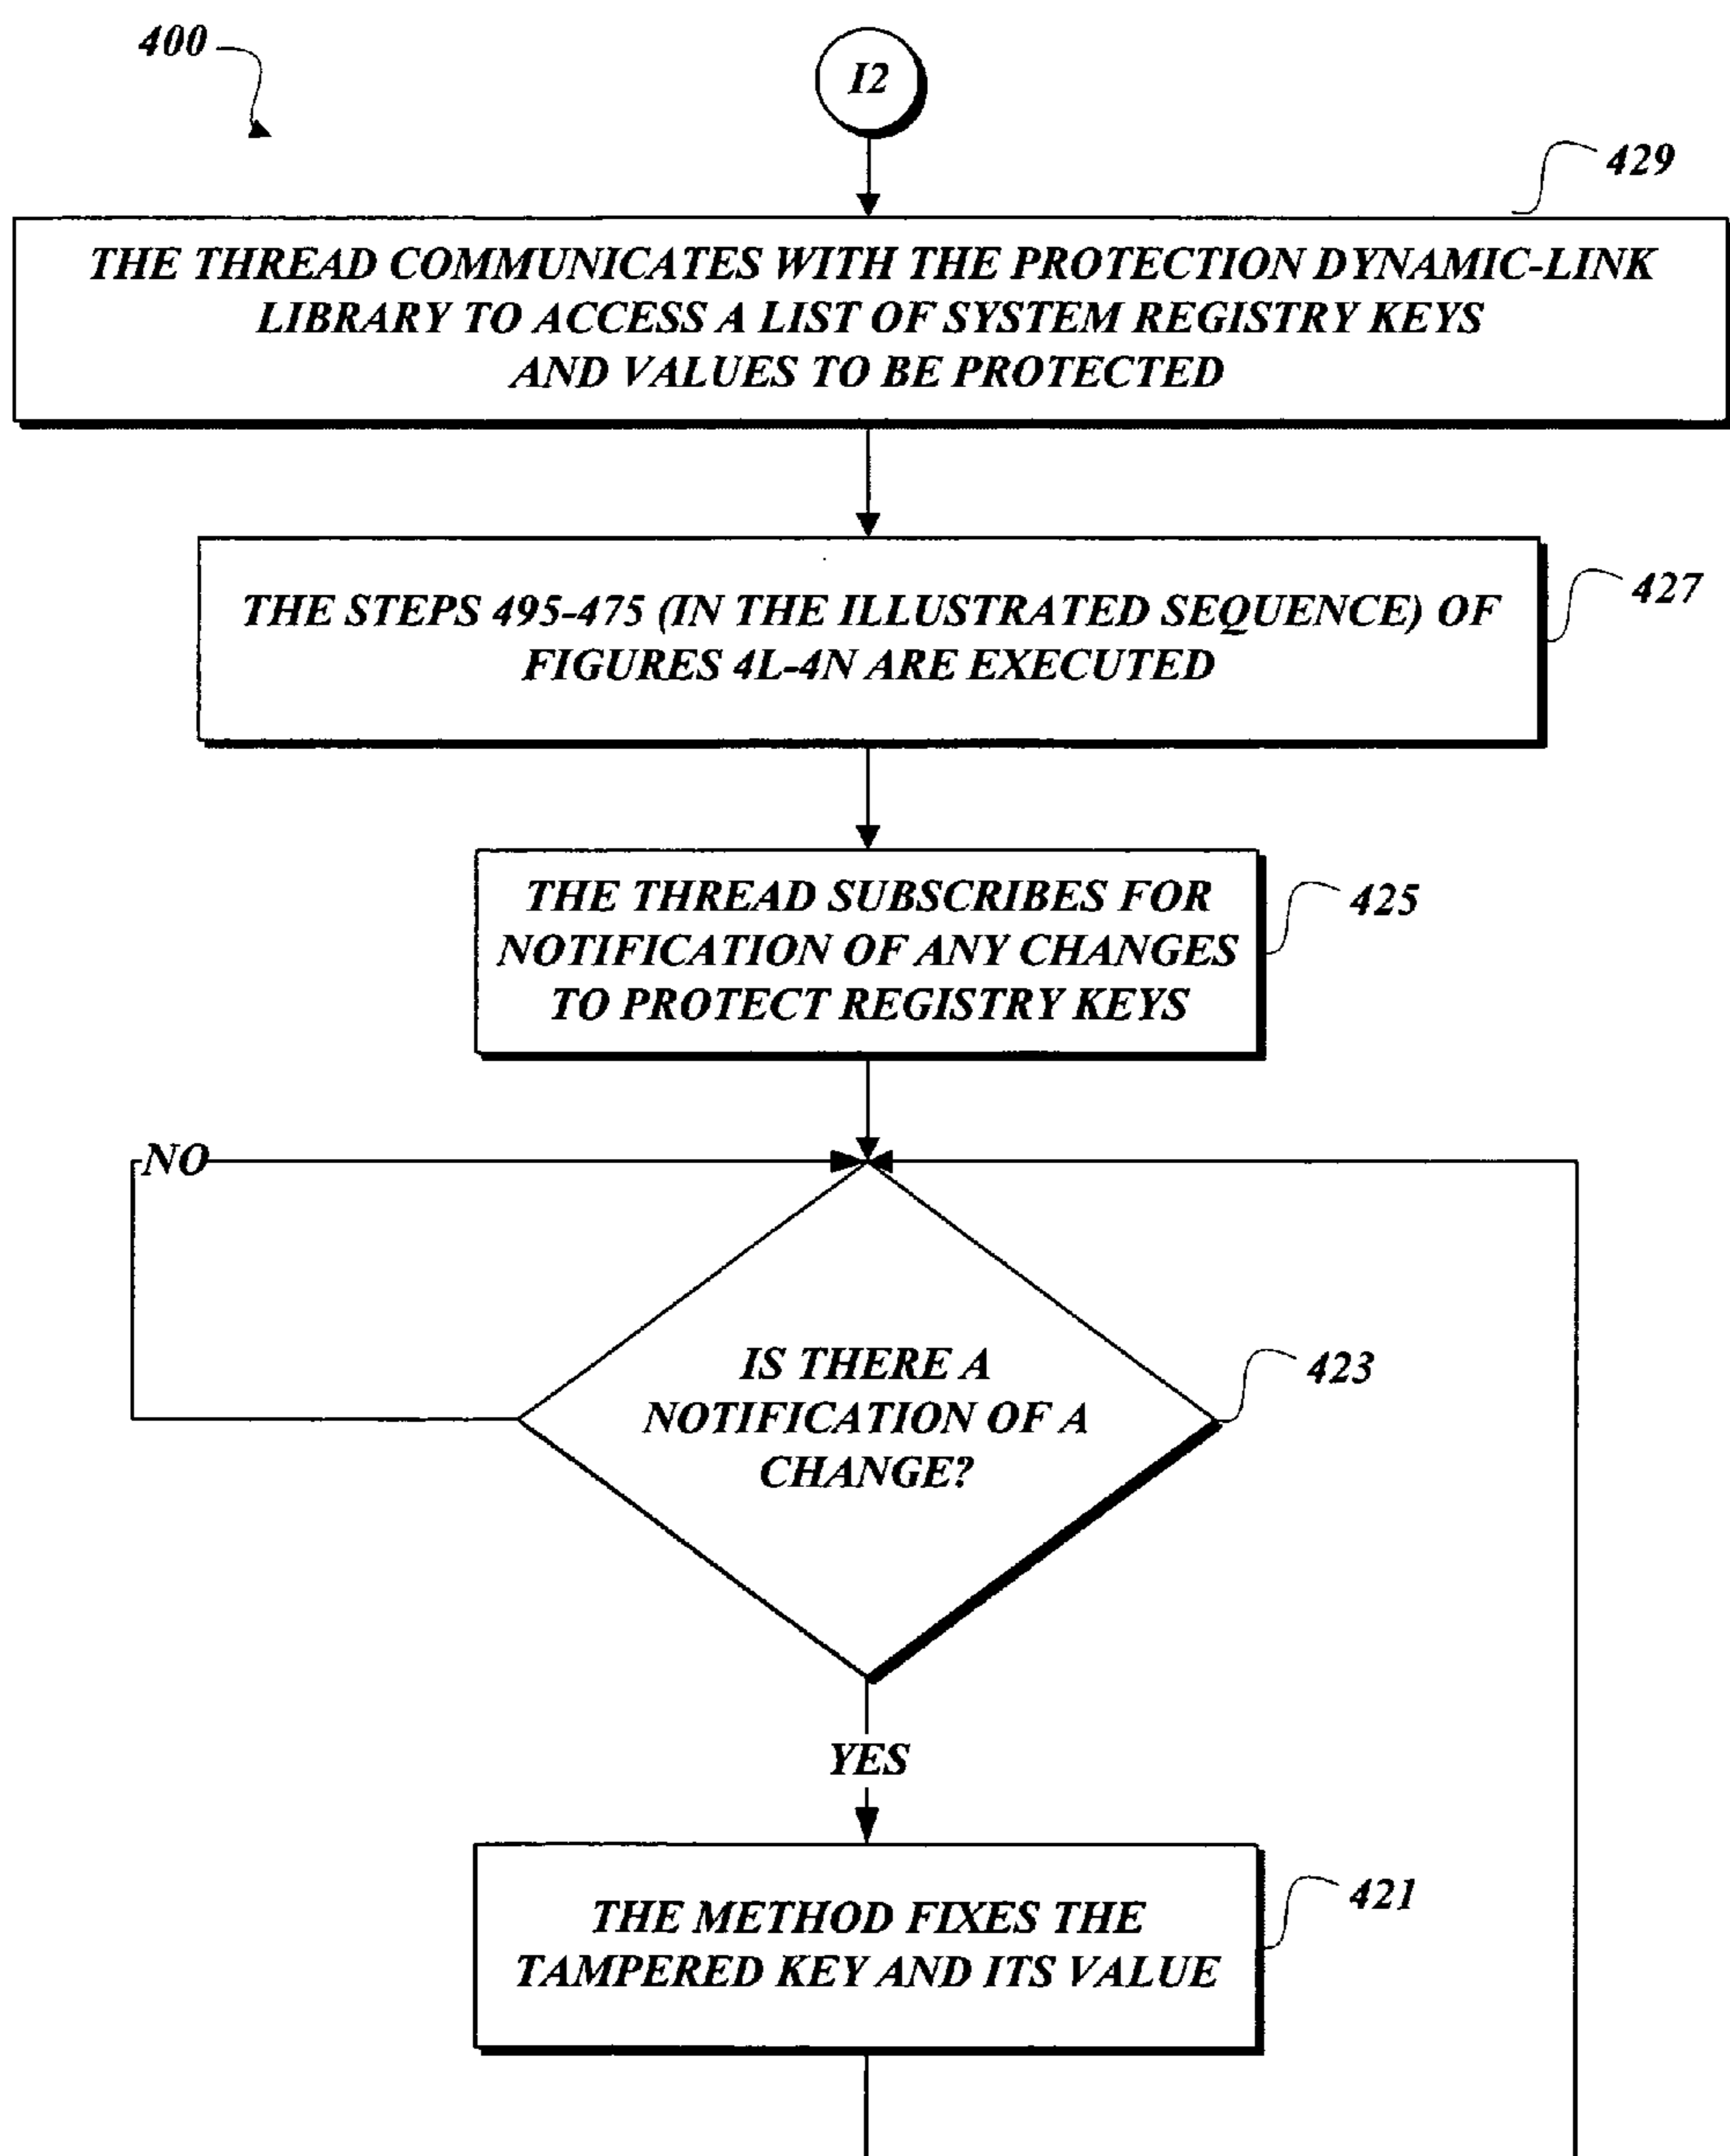 400
I2
429
THE THREAD COMMUNICATES WITH THE PROTECTION DYNAMIC-LINK
LIBRARY TO ACCESS A LIST OF SYSTEM REGISTRY KEYS
AND VALUES TO BE PROTECTED
427
THE STEPS 495-475 (IN THE ILLUSTRATED SEQUENCE) OF
FIGURES 4L-4N ARE EXECUTED
THE THREAD SUBSCRIBES FOR
425
NOTIFICATION OF ANY CHANGES
TO PROTECT REGISTRY KEYS
NO
IS THERE A
423
NOTIFICATION OF A
CHANGE?
YES
421
THE METHOD FIXES THE
TAMPERED KEY AND ITS VALUE